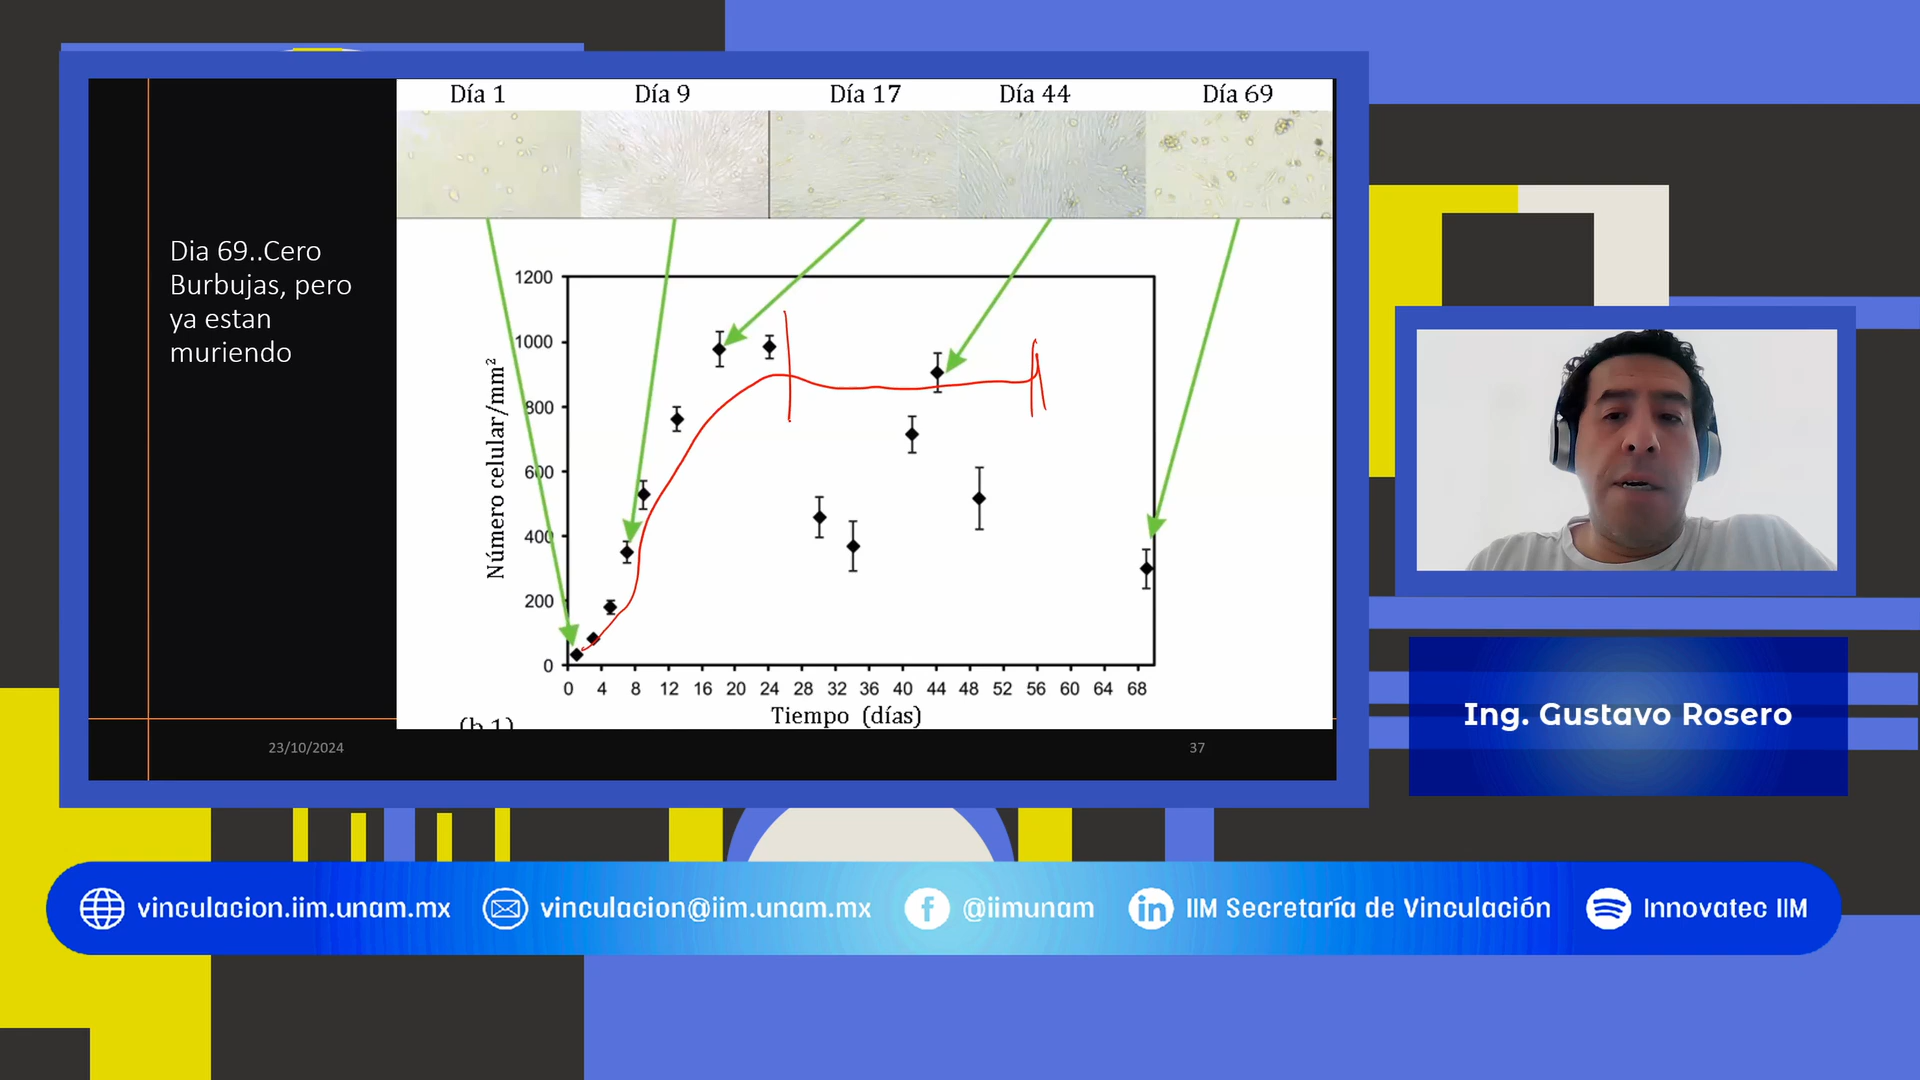 Día 1
Día 9
Día 17
Día 44
Día 69
Dia 69..Cero
Burbujas, pero
ya estan
muriendo
Número celular/mm²
1200
1000
800
600
400
200
0
0 4 8 12 16 20 24 28 32 36 40 44 48 52 56 60 64 68
Tiempo (días)
(b.1)
23/10/2024
37
Ing. Gustavo Rosero
vinculacion.iim.unam.mx
vinculacion@iim.unam.mx
@iimunam
in IIM Secretaría de Vinculación
Innovatec IIM